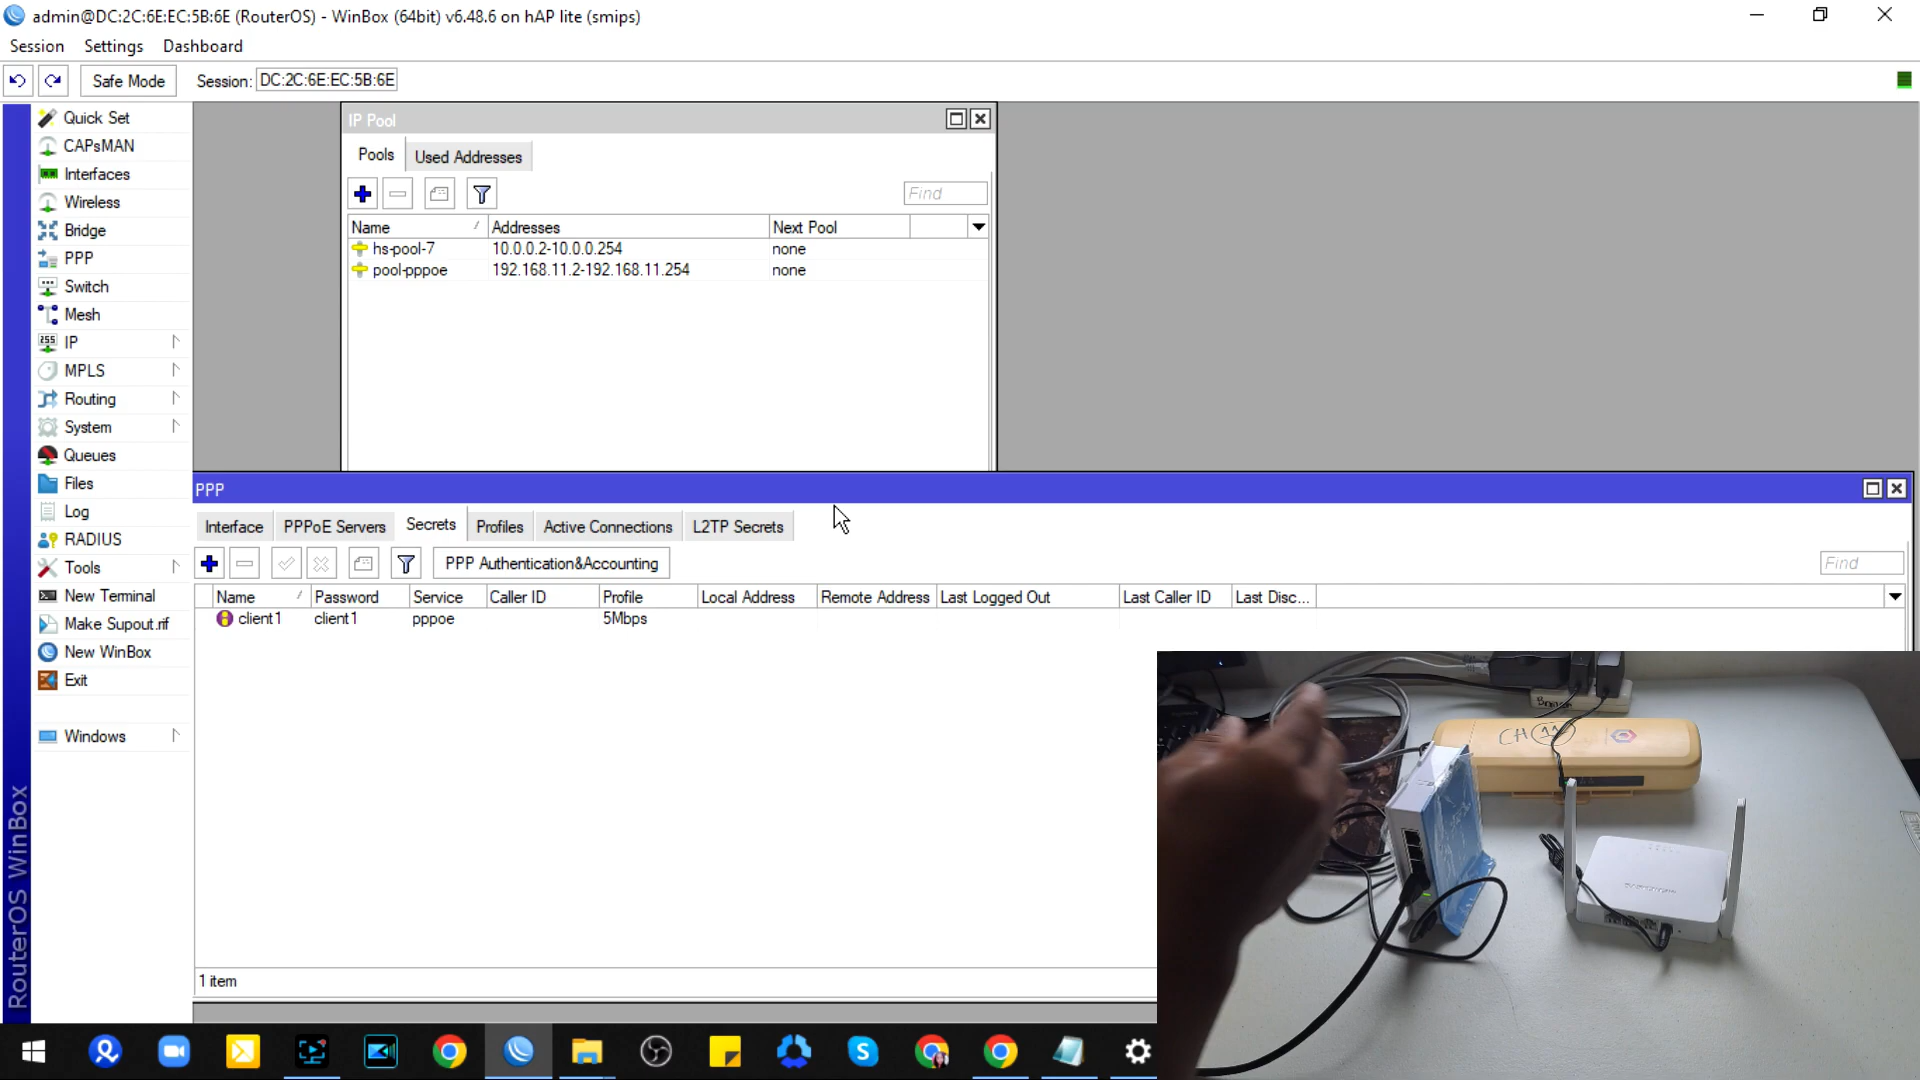 admin@DC:2C:6E:EC:5B:6E (RouterOS) - WinBox (64bit) v6.48.6 on hAP lite (smips)
Session Settings Dashboard
Safe Mode Session: DC:2C:6E:EC:5B:6E
Quick Set
CAPsMAN
Interfaces
Wireless
Bridge
PPP
Switch
Mesh
IP
MPLS
Routing
System
Queues
Files
Log
RADIUS
Tools
New Terminal
Make Supout.rif
New WinBox
Exit
Windows
RouterOS WinBox
IP Pool
Pools Used Addresses
Find
Name Addresses Next Pool
hs-pool-7 10.0.0.2-10.0.0.254 none
pool-pppoe 192.168.11.2-192.168.11.254 none
PPP
Interface PPPoE Servers Secrets Profiles Active Connections L2TP Secrets
PPP Authentication&Accounting Find
Name Password Service Caller ID Profile Local Address Remote Address Last Logged Out Last Caller ID Last Disc...
client1 client1 pppoe 5Mbps
1 item
CH 11